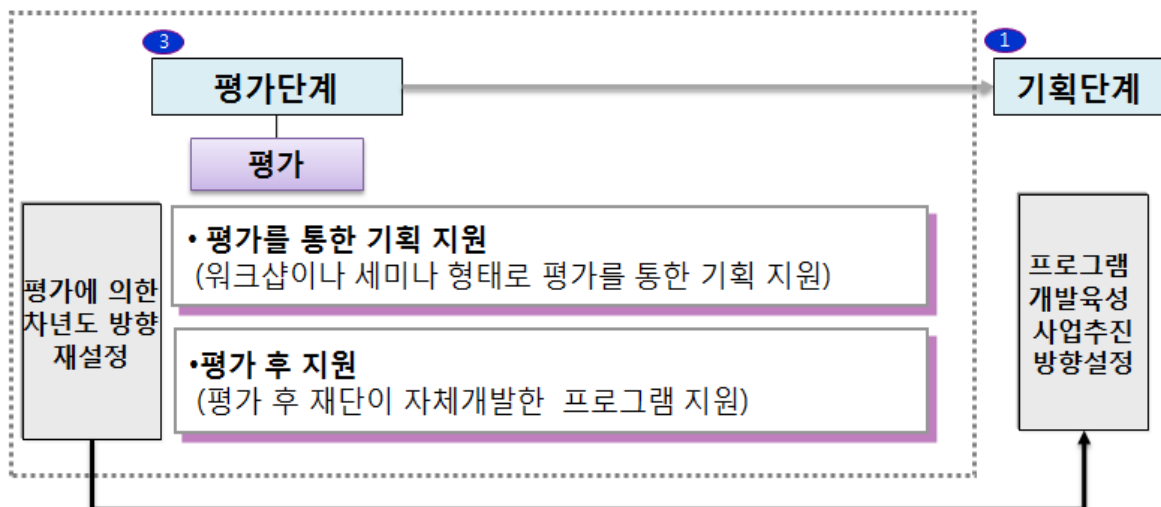 3
평가단계
1
기획단계
평가
평가에 의한
차년도 방향
재설정
• 평가를 통한 기획 지원
(워크샵이나 세미나 형태로 평가를 통한 기획 지원)
•평가 후 지원
(평가 후 재단이 자체개발한 프로그램 지원)
프로그램
개발육성
사업추진
방향설정